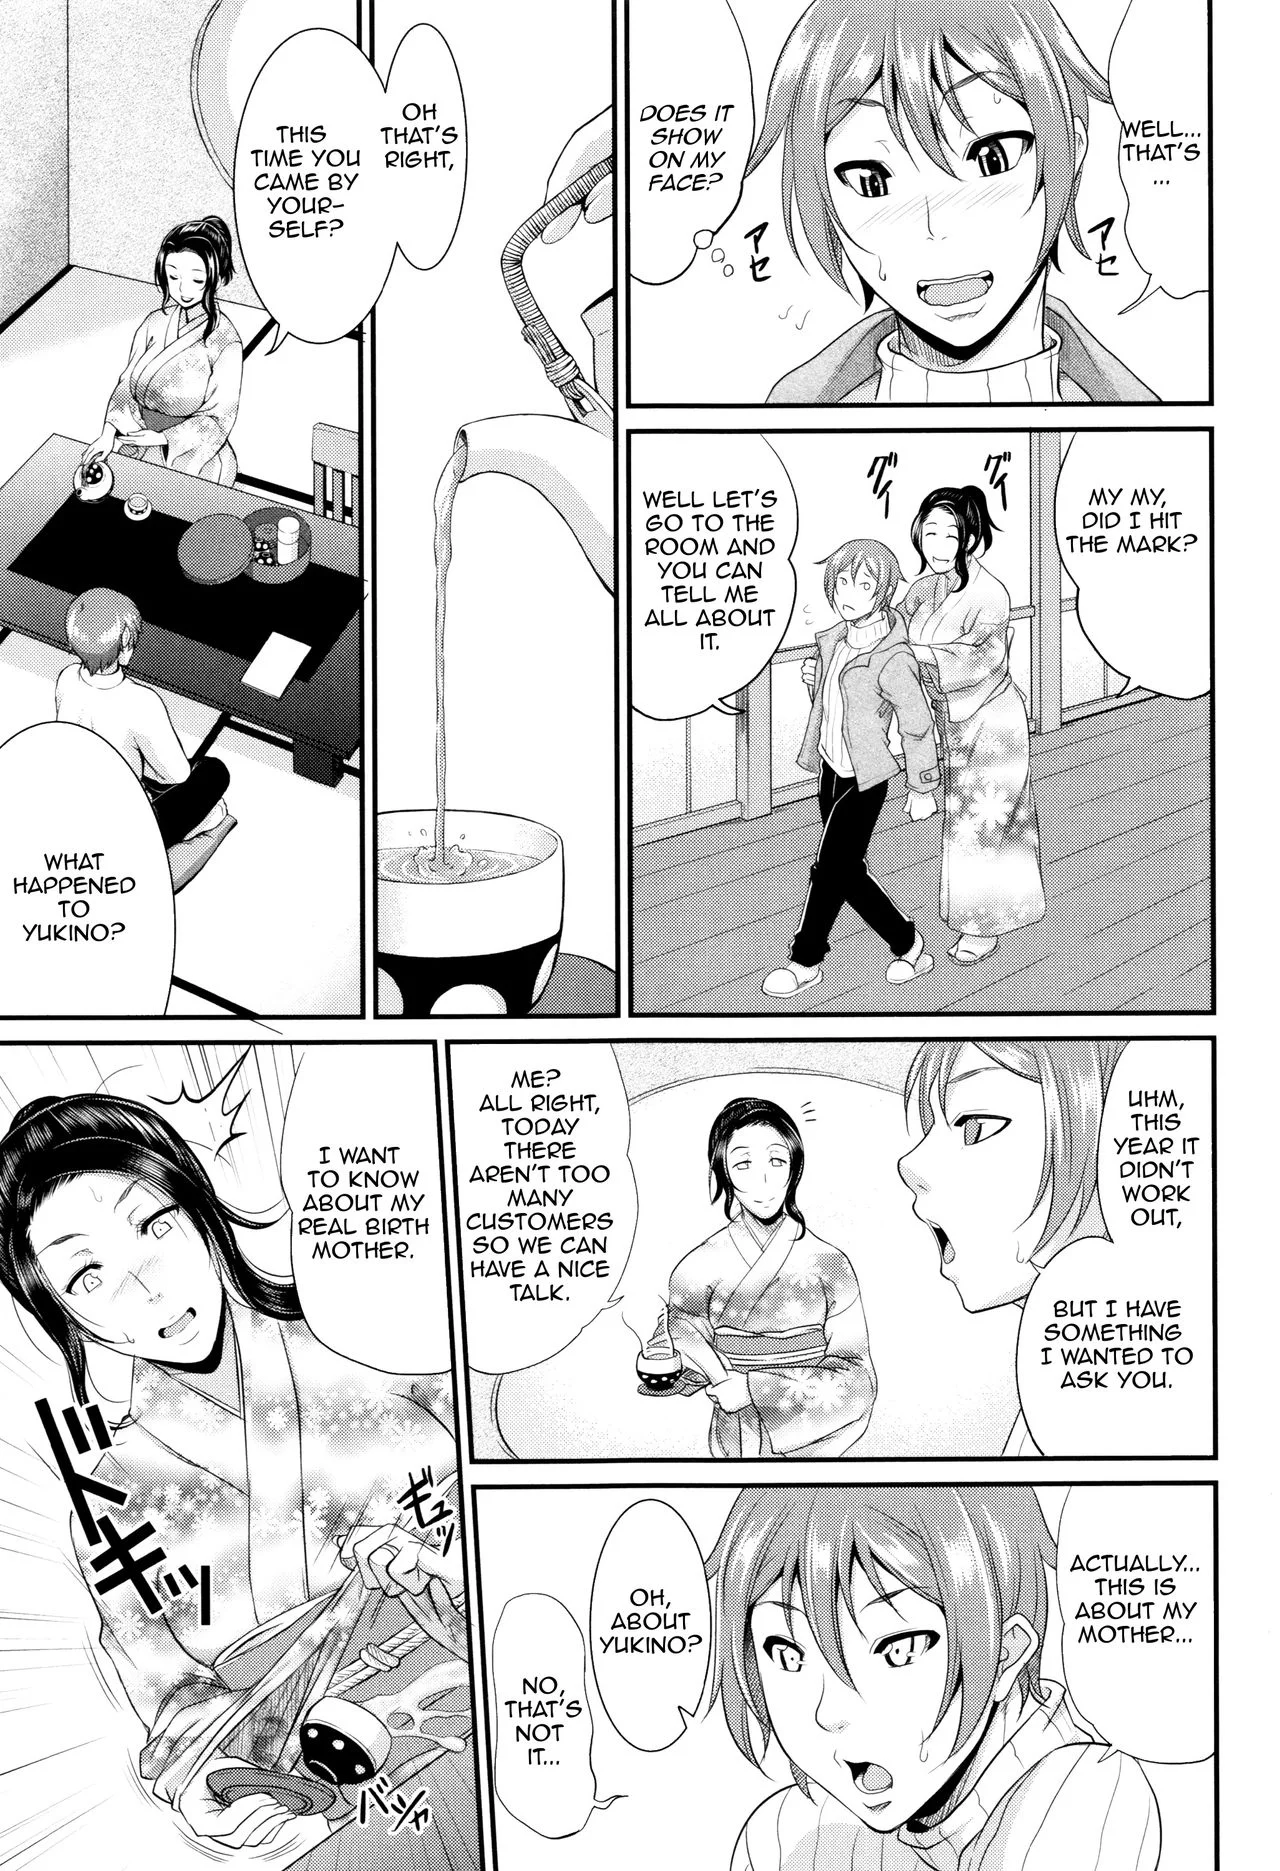 WELL...
THAT'S
...
DOES IT
SHOW
ON MY
FACE?
アセ
アセ
MY MY,
DID I HIT
THE MARK?
グイ
グイ
WELL LET'S
GO TO THE
ROOM AND
YOU CAN
TELL ME
ALL ABOUT
IT.
OH
THAT'S
RIGHT,
THIS
TIME YOU
CAME BY
YOUR-
SELF?
WHAT
HAPPENED
TO
YUKINO?
UHM,
THIS
YEAR IT
DIDN'T
WORK
OUT,
BUT I HAVE
SOMETHING
I WANTED TO
ASK YOU.
ME?
ALL RIGHT,
TODAY
THERE
AREN'T TOO
MANY
CUSTOMERS
SO WE CAN
HAVE A NICE
TALK.
ACTUALLY...
THIS IS
ABOUT MY
MOTHER...
OH,
ABOUT
YUKINO?
NO,
THAT'S
NOT
IT...
I WANT
TO KNOW
ABOUT MY
REAL BIRTH
MOTHER.
ドキッ
ギュッ
バシャ